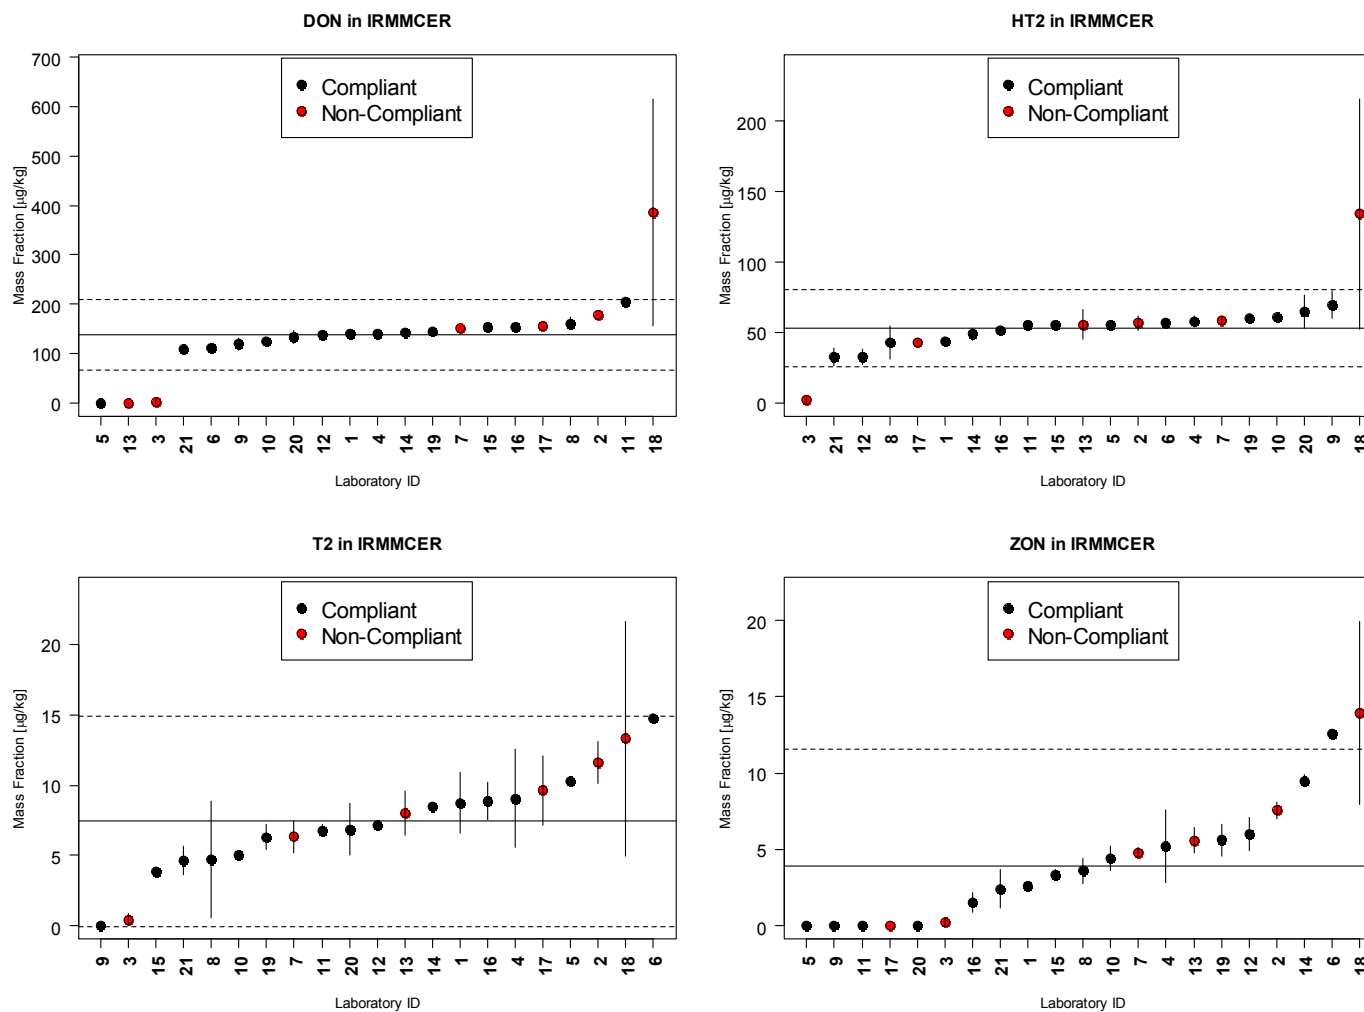 DON in IRMMCER
Mass Fraction [µg/kg]
700
600
500
400
300
200
100
0
Compliant
Non-Compliant
5 13 3 21 6 9 10 20 12 1 4 14 19 7 15 16 17 8 2 11 18
Laboratory ID
HT2 in IRMMCER
Mass Fraction [µg/kg]
200
150
100
50
0
Compliant
Non-Compliant
3 21 12 8 17 1 14 16 11 15 13 5 2 6 4 7 19 10 20 9 18
Laboratory ID
T2 in IRMMCER
Mass Fraction [µg/kg]
20
15
10
5
0
Compliant
Non-Compliant
9 3 15 21 8 10 19 7 11 20 12 13 14 1 16 4 17 5 2 18 6
Laboratory ID
ZON in IRMMCER
Mass Fraction [µg/kg]
20
15
10
5
0
Compliant
Non-Compliant
5 9 11 17 20 3 16 21 1 15 8 10 7 4 13 19 12 2 14 6 18
Laboratory ID